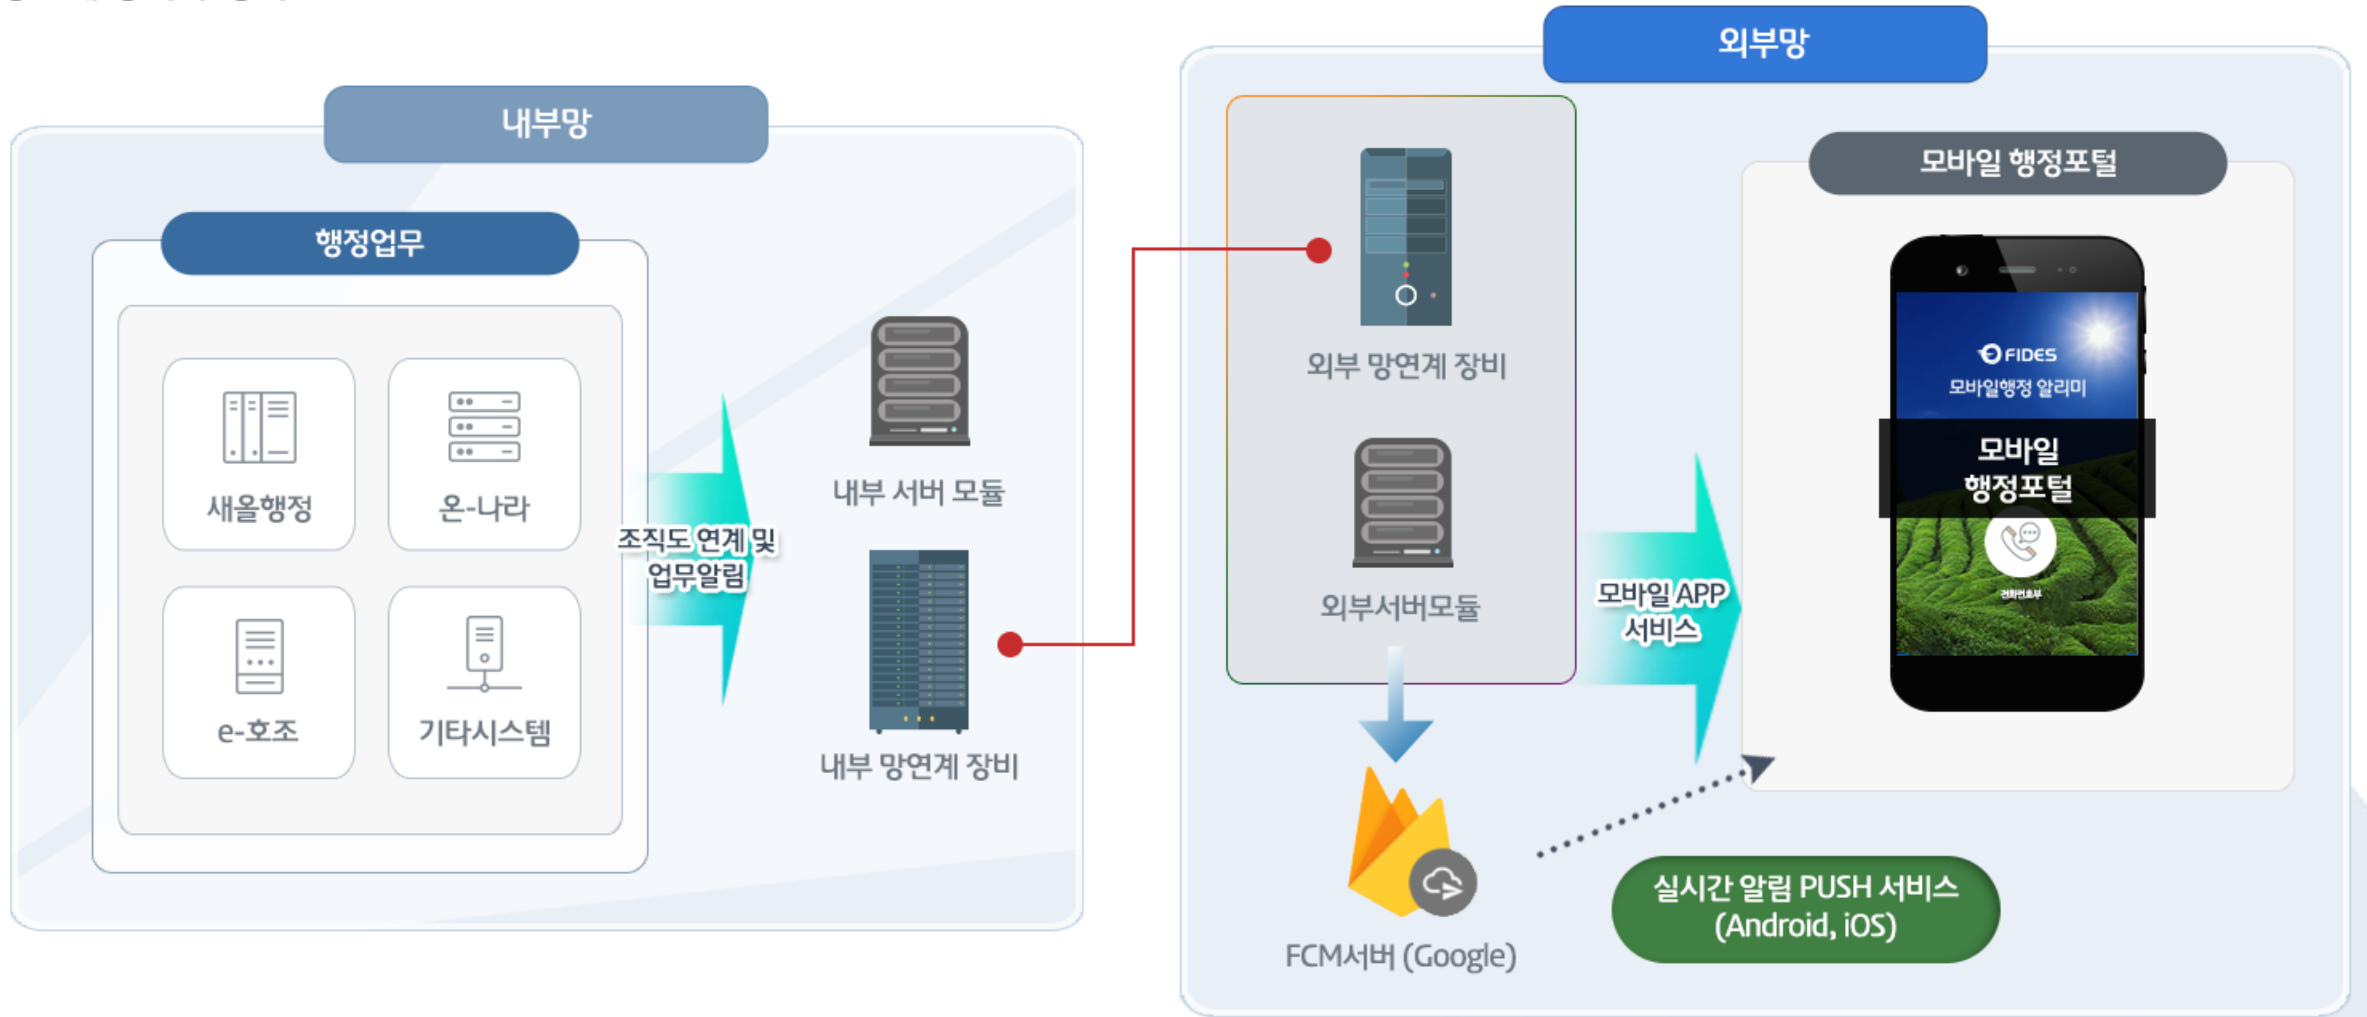 내부망
행정업무
새올행정
온-나라
e-호조
기타시스템
조직도 연계 및
업무알림
내부 서버 모듈
내부 망연계 장비
외부망
외부 망연계 장비
외부서버모듈
모바일 APP
서비스
FCM서버 (Google)
모바일 행정포털
FIDES
모바일행정 알리미
모바일
행정포털
전화번호부
실시간 알림 PUSH 서비스
(Android, iOS)